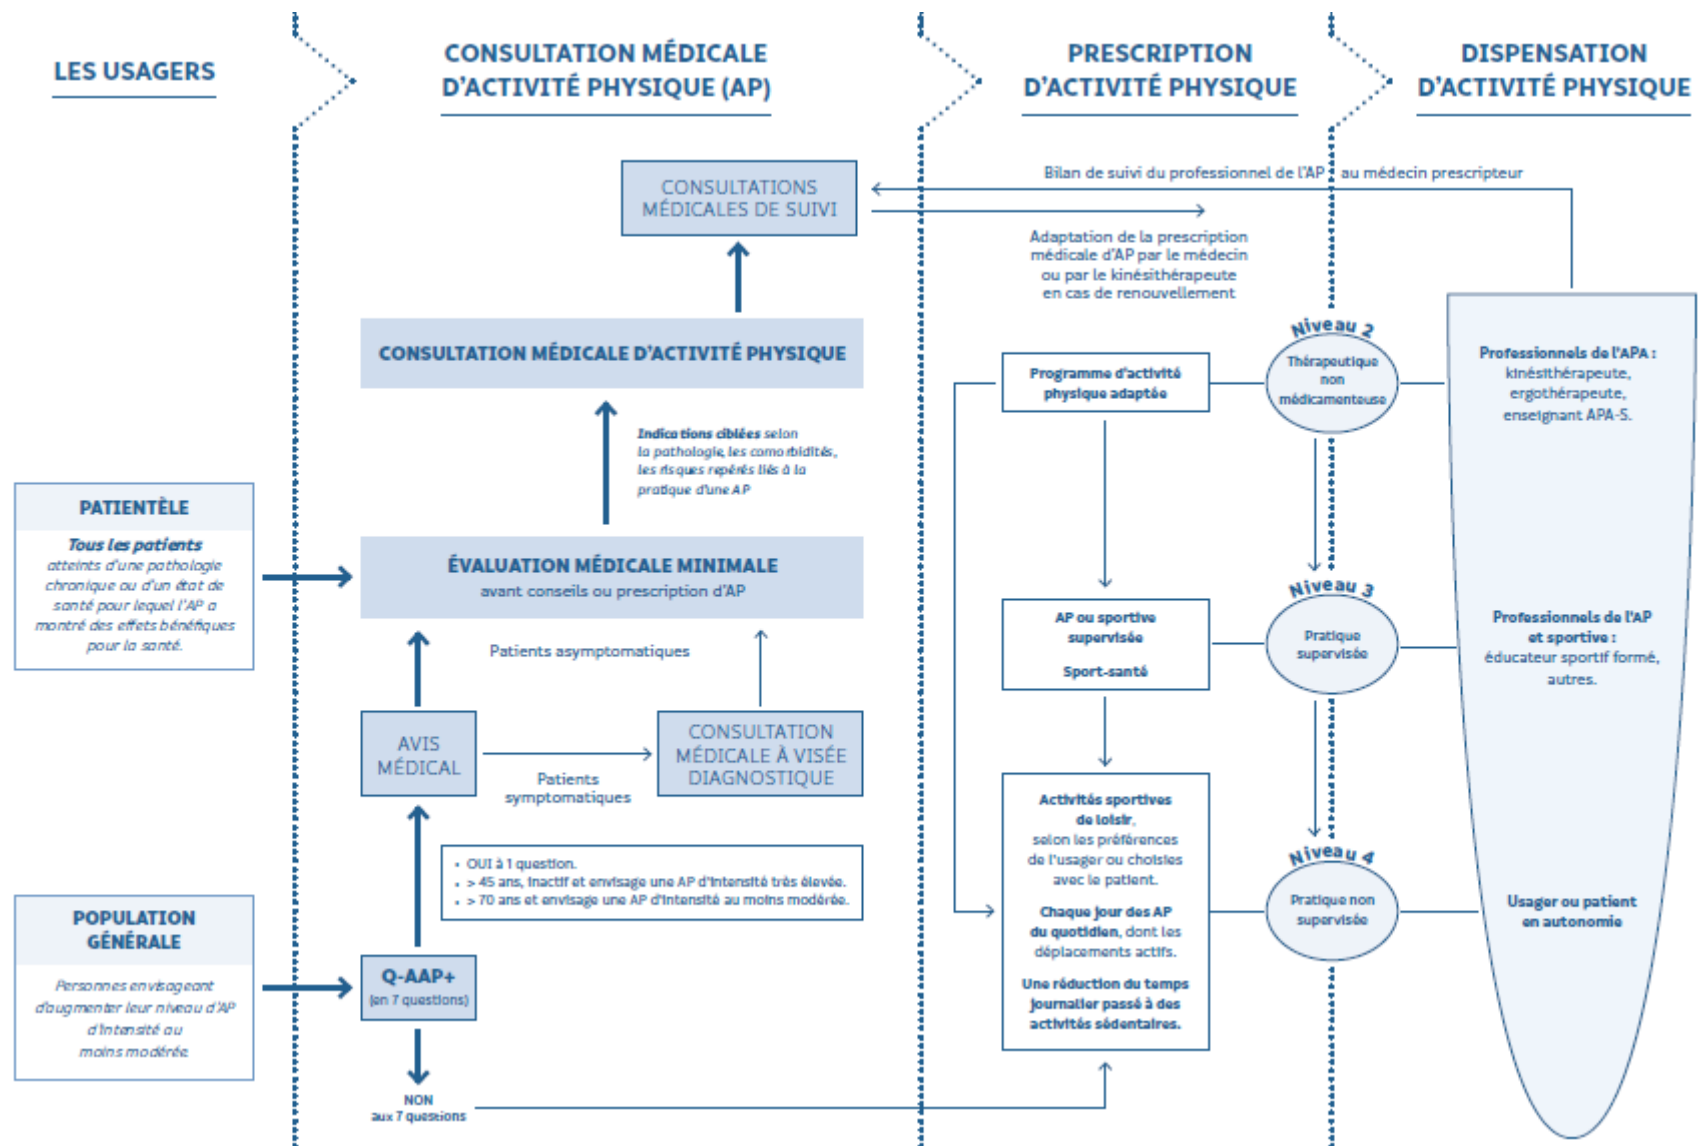 LES USAGERS
CONSULTATION MÉDICALE
D'ACTIVITÉ PHYSIQUE (AP)
PRESCRIPTION
D'ACTIVITÉ PHYSIQUE
DISPENSATION
D'ACTIVITÉ PHYSIQUE
CONSULTATIONS
MÉDICALES DE SUIVI
Bilan de suivi du professionnel de l'AP au médecin prescripteur
Adaptation de la prescription
médicale d'AP par le médecin
ou par le kinésithérapeute
en cas de renouvellement
CONSULTATION MÉDICALE D'ACTIVITÉ PHYSIQUE
Indications ciblées selon
la pathologie, les comorbidités,
les risques repérés liés à la
pratique d'une AP
PATIENTÈLE
Tous les patients
atteints d'une pathologie
chronique ou d'un état de
santé pour lequel l'AP a
montré des effets bénéfiques
pour la santé.
ÉVALUATION MÉDICALE MINIMALE
avant conseils ou prescription d'AP
Patients asymptomatiques
AVIS
MÉDICAL
Patients
symptomatiques
CONSULTATION
MÉDICALE À VISÉE
DIAGNOSTIQUE
• OUI à 1 question.
• > 45 ans, inactif et envisage une AP d'intensité très élevée.
• > 70 ans et envisage une AP d'intensité au moins modérée.
POPULATION
GÉNÉRALE
Personnes envisageant
d'augmenter leur niveau d'AP
d'intensité au
moins modérée.
Q-AAP+
(en 7 questions)
NON
aux 7 questions
Programme d'activité
physique adaptée
Niveau 2
Thérapeutique
non
médicamenteuse
Professionnels de l'APA :
kinésithérapeute,
ergothérapeute,
enseignant APA-S.
AP ou sportive
supervisée
Sport-santé
Niveau 3
Pratique
supervisée
Professionnels de l'AP
et sportive :
éducateur sportif formé,
autres.
Activités sportives
de loisir,
selon les préférences
de l'usager ou choisies
avec le patient.
Chaque jour des AP
du quotidien, dont les
déplacements actifs.
Une réduction du temps
journalier passé à des
activités sédentaires.
Niveau 4
Pratique non
supervisée
Usager ou patient
en autonomie